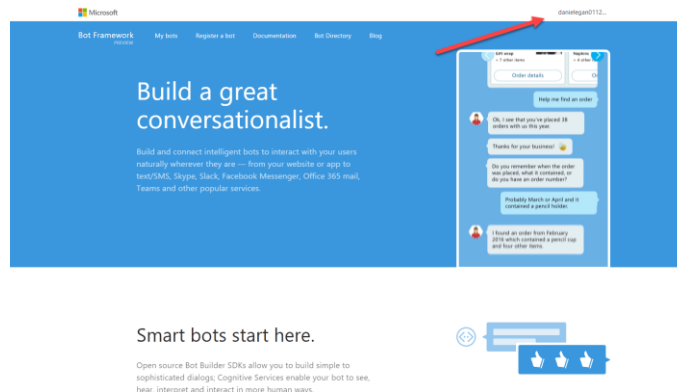 Microsoft
danielegan0112...
Bot Framework
PREVIEW
My bots
Register a bot
Documentation
Bot Directory
Blog
Build a great
conversationalist.
Build and connect intelligent bots to interact with your users
naturally wherever they are — from your website or app to
text/SMS, Skype, Slack, Facebook Messenger, Office 365 mail,
Teams and other popular services.
+ 7 other items
Order details
Help me find an order
Ok, I see that you've placed 38
orders with us this year.
Thanks for your business!
Do you remember when the order
was placed, what it contained, or
do you have an order number?
Probably March or April and it
contained a pencil holder.
I found an order from February
2016 which contained a pencil cup
and four other items.
Smart bots start here.
Open source Bot Builder SDKs allow you to build simple to
sophisticated dialogs; Cognitive Services enable your bot to see,
hear, interpret and interact in more human ways.